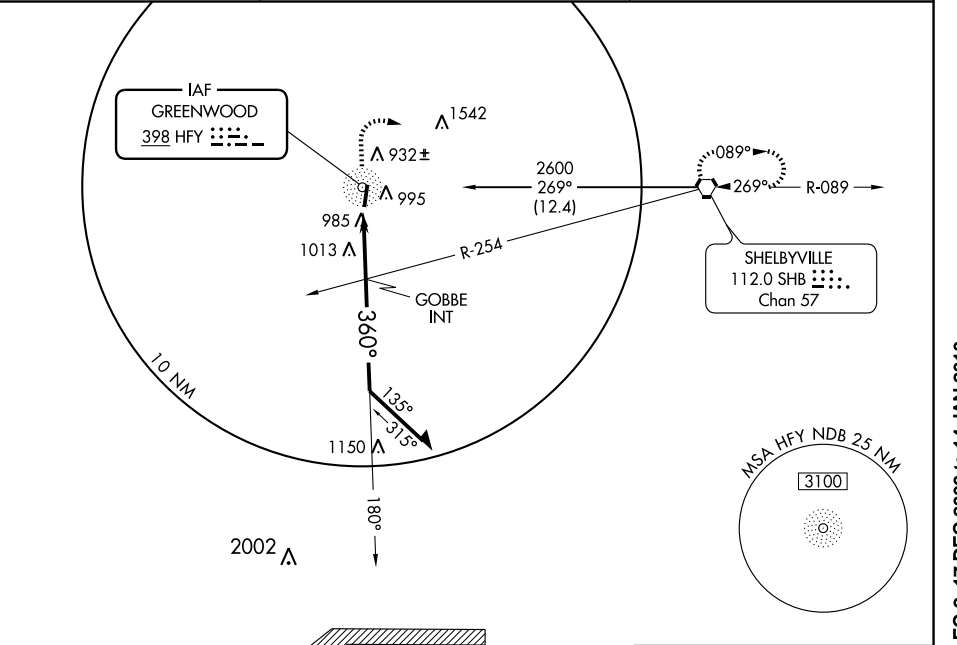 IAF
GREENWOOD
398 HFY
1542
932±
995
985
1013
2600
269°
(12.4)
089°
269°
R-089
R-254
SHELBYVILLE
112.0 SHB
Chan 57
GOBBE
INT
360°
10 NM
135°
315°
1150
180°
2002
MSA HFY NDB 25 NM
3100